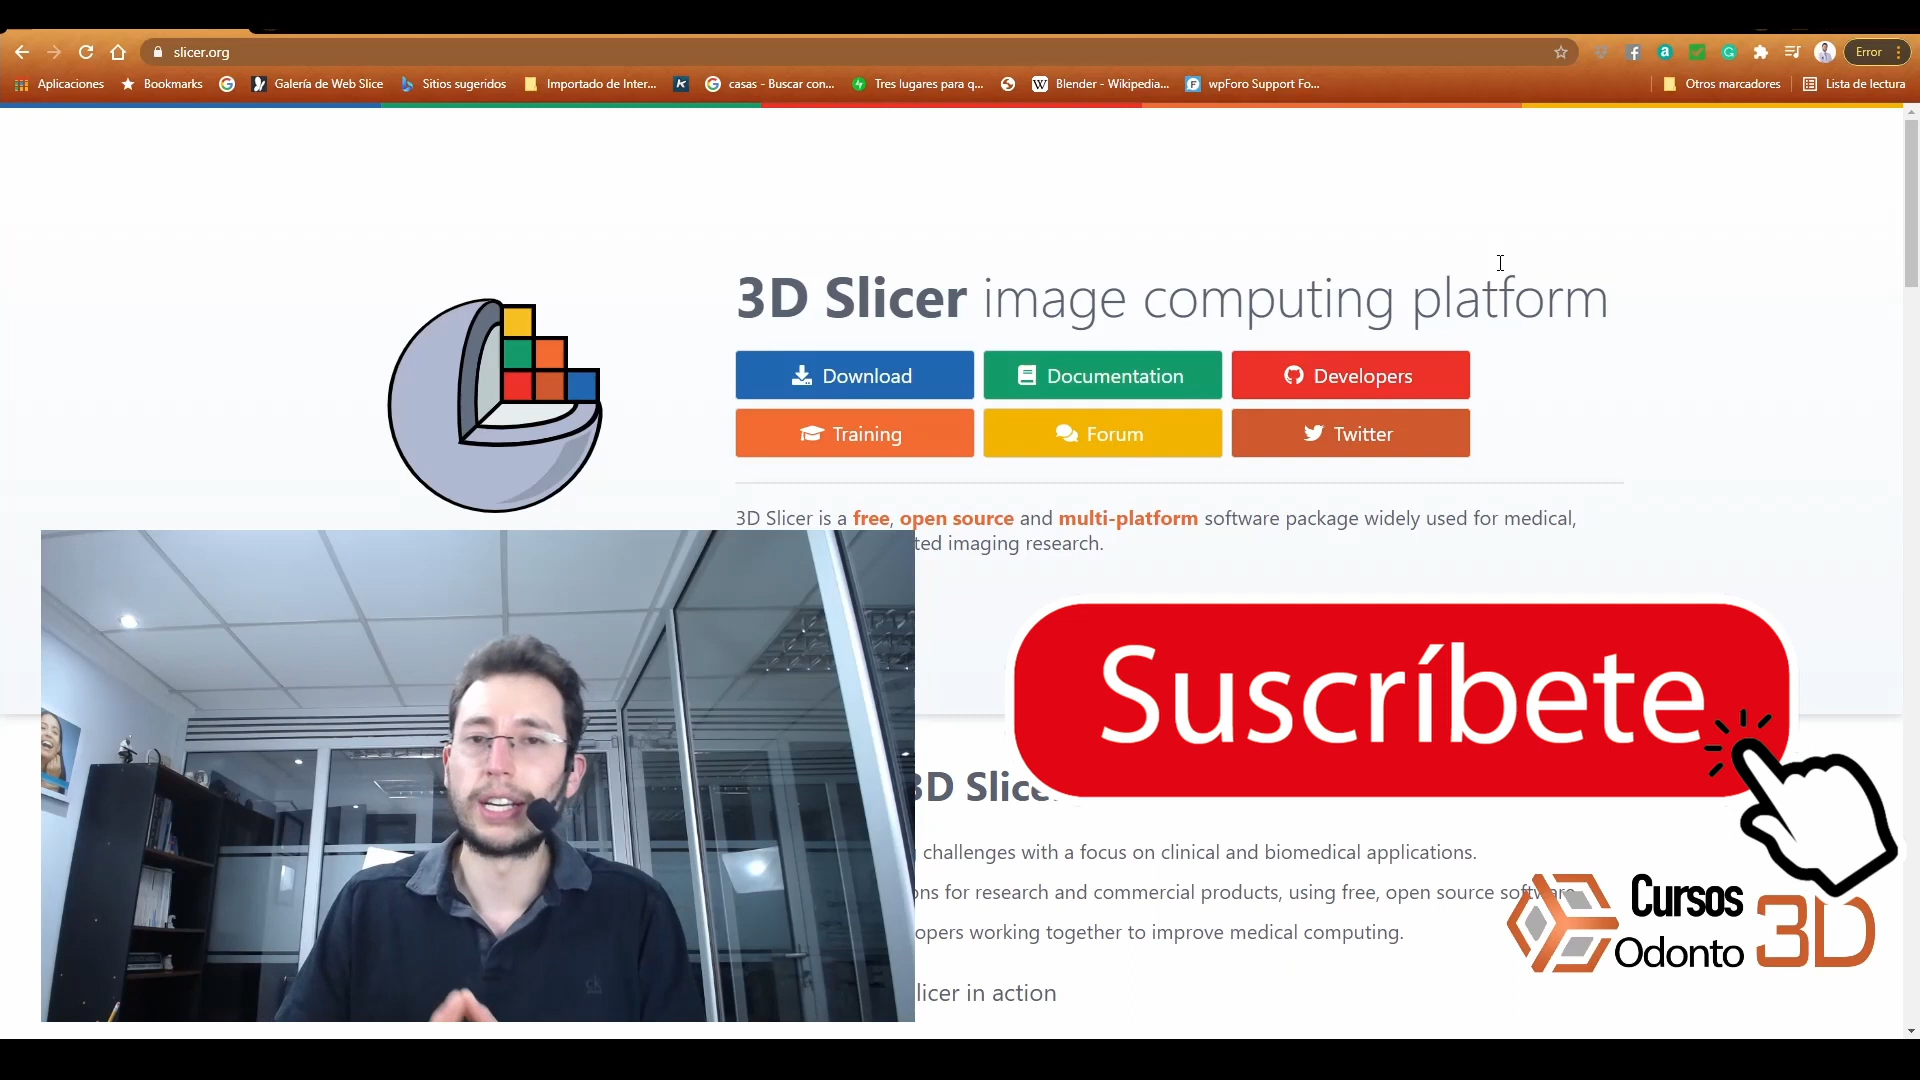 slicer.org
Error
Aplicaciones
Bookmarks
Galería de Web Slice
Sitios sugeridos
Importado de Inter...
casas - Buscar con...
Tres lugares para q...
Blender - Wikipedia...
wpForo Support Fo...
Otros marcadores
Lista de lectura
3D Slicer image computing platform
Download
Documentation
Developers
Training
Forum
Twitter
3D Slicer is a free, open source and multi-platform software package widely used for medical,
ted imaging research.
Suscríbete
3D Slice
challenges with a focus on clinical and biomedical applications.
ons for research and commercial products, using free, open source software.
opers working together to improve medical computing.
licer in action
Cursos
Odonto 3D